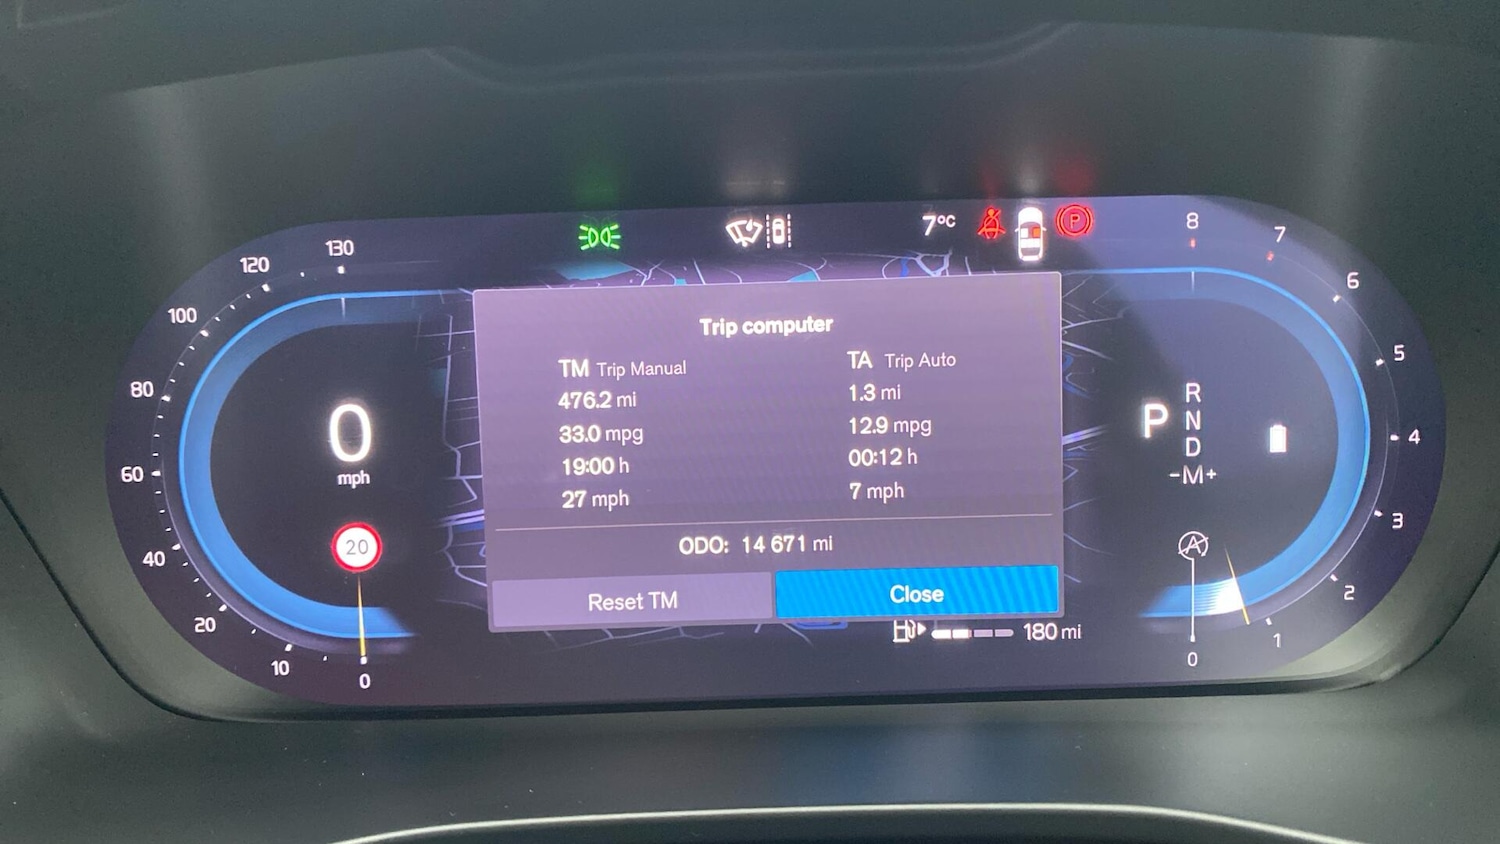 130
120
100
80
60
40
20
10
0
0
mph
20
7°C
P
Trip computer
TM Trip Manual
476.2 mi
33.0 mpg
19:00 h
27 mph
TA Trip Auto
1.3 mi
12.9 mpg
00:12 h
7 mph
ODO: 14 671 mi
Reset TM
Close
180 mi
P
R
N
D
-M+
A
8
7
6
5
4
3
2
1
0